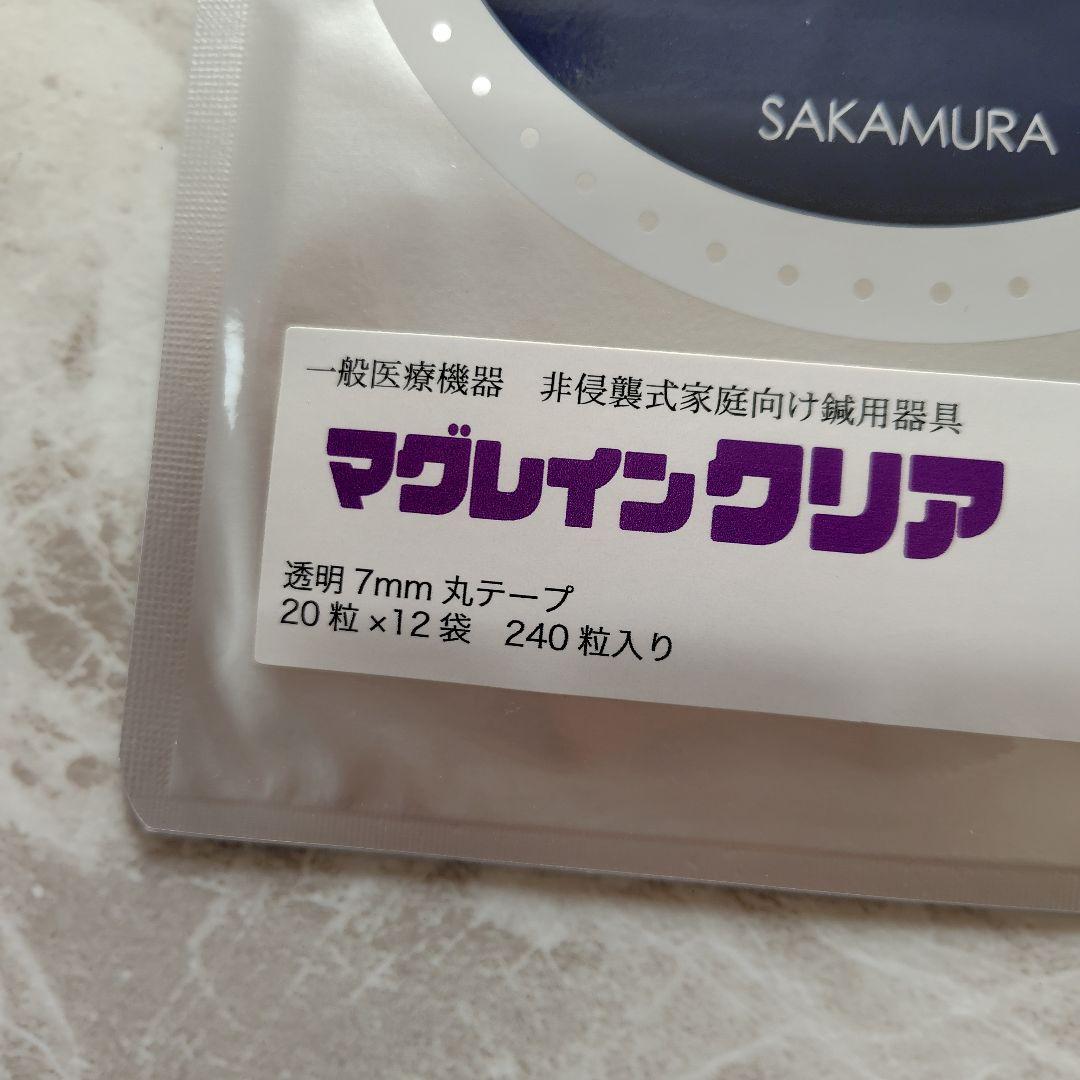 SAKAMURA
一般医療機器　非侵襲式家庭向け鍼用器具
マグレインクリア
透明 7mm 丸テープ
20 粒 ×12 袋　240 粒入り